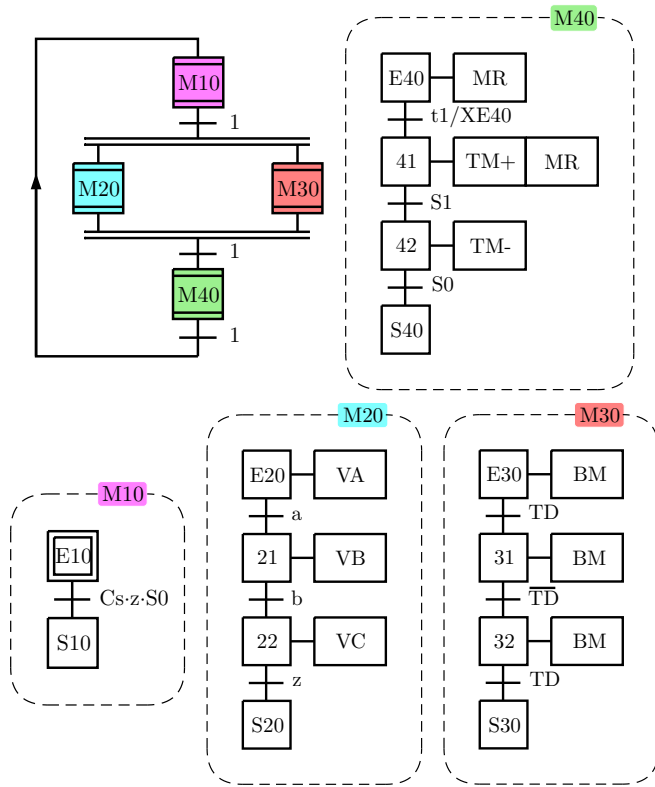 M10
1
M20
M30
1
M40
1
M40
E40 MR
t1/XE40
41 TM+ MR
S1
42 TM-
S0
S40
M10
E10
Cs·z·S0
S10
M20
E20 VA
a
21 VB
b
22 VC
z
S20
M30
E30 BM
TD
31 BM
T̅D̅
32 BM
TD
S30